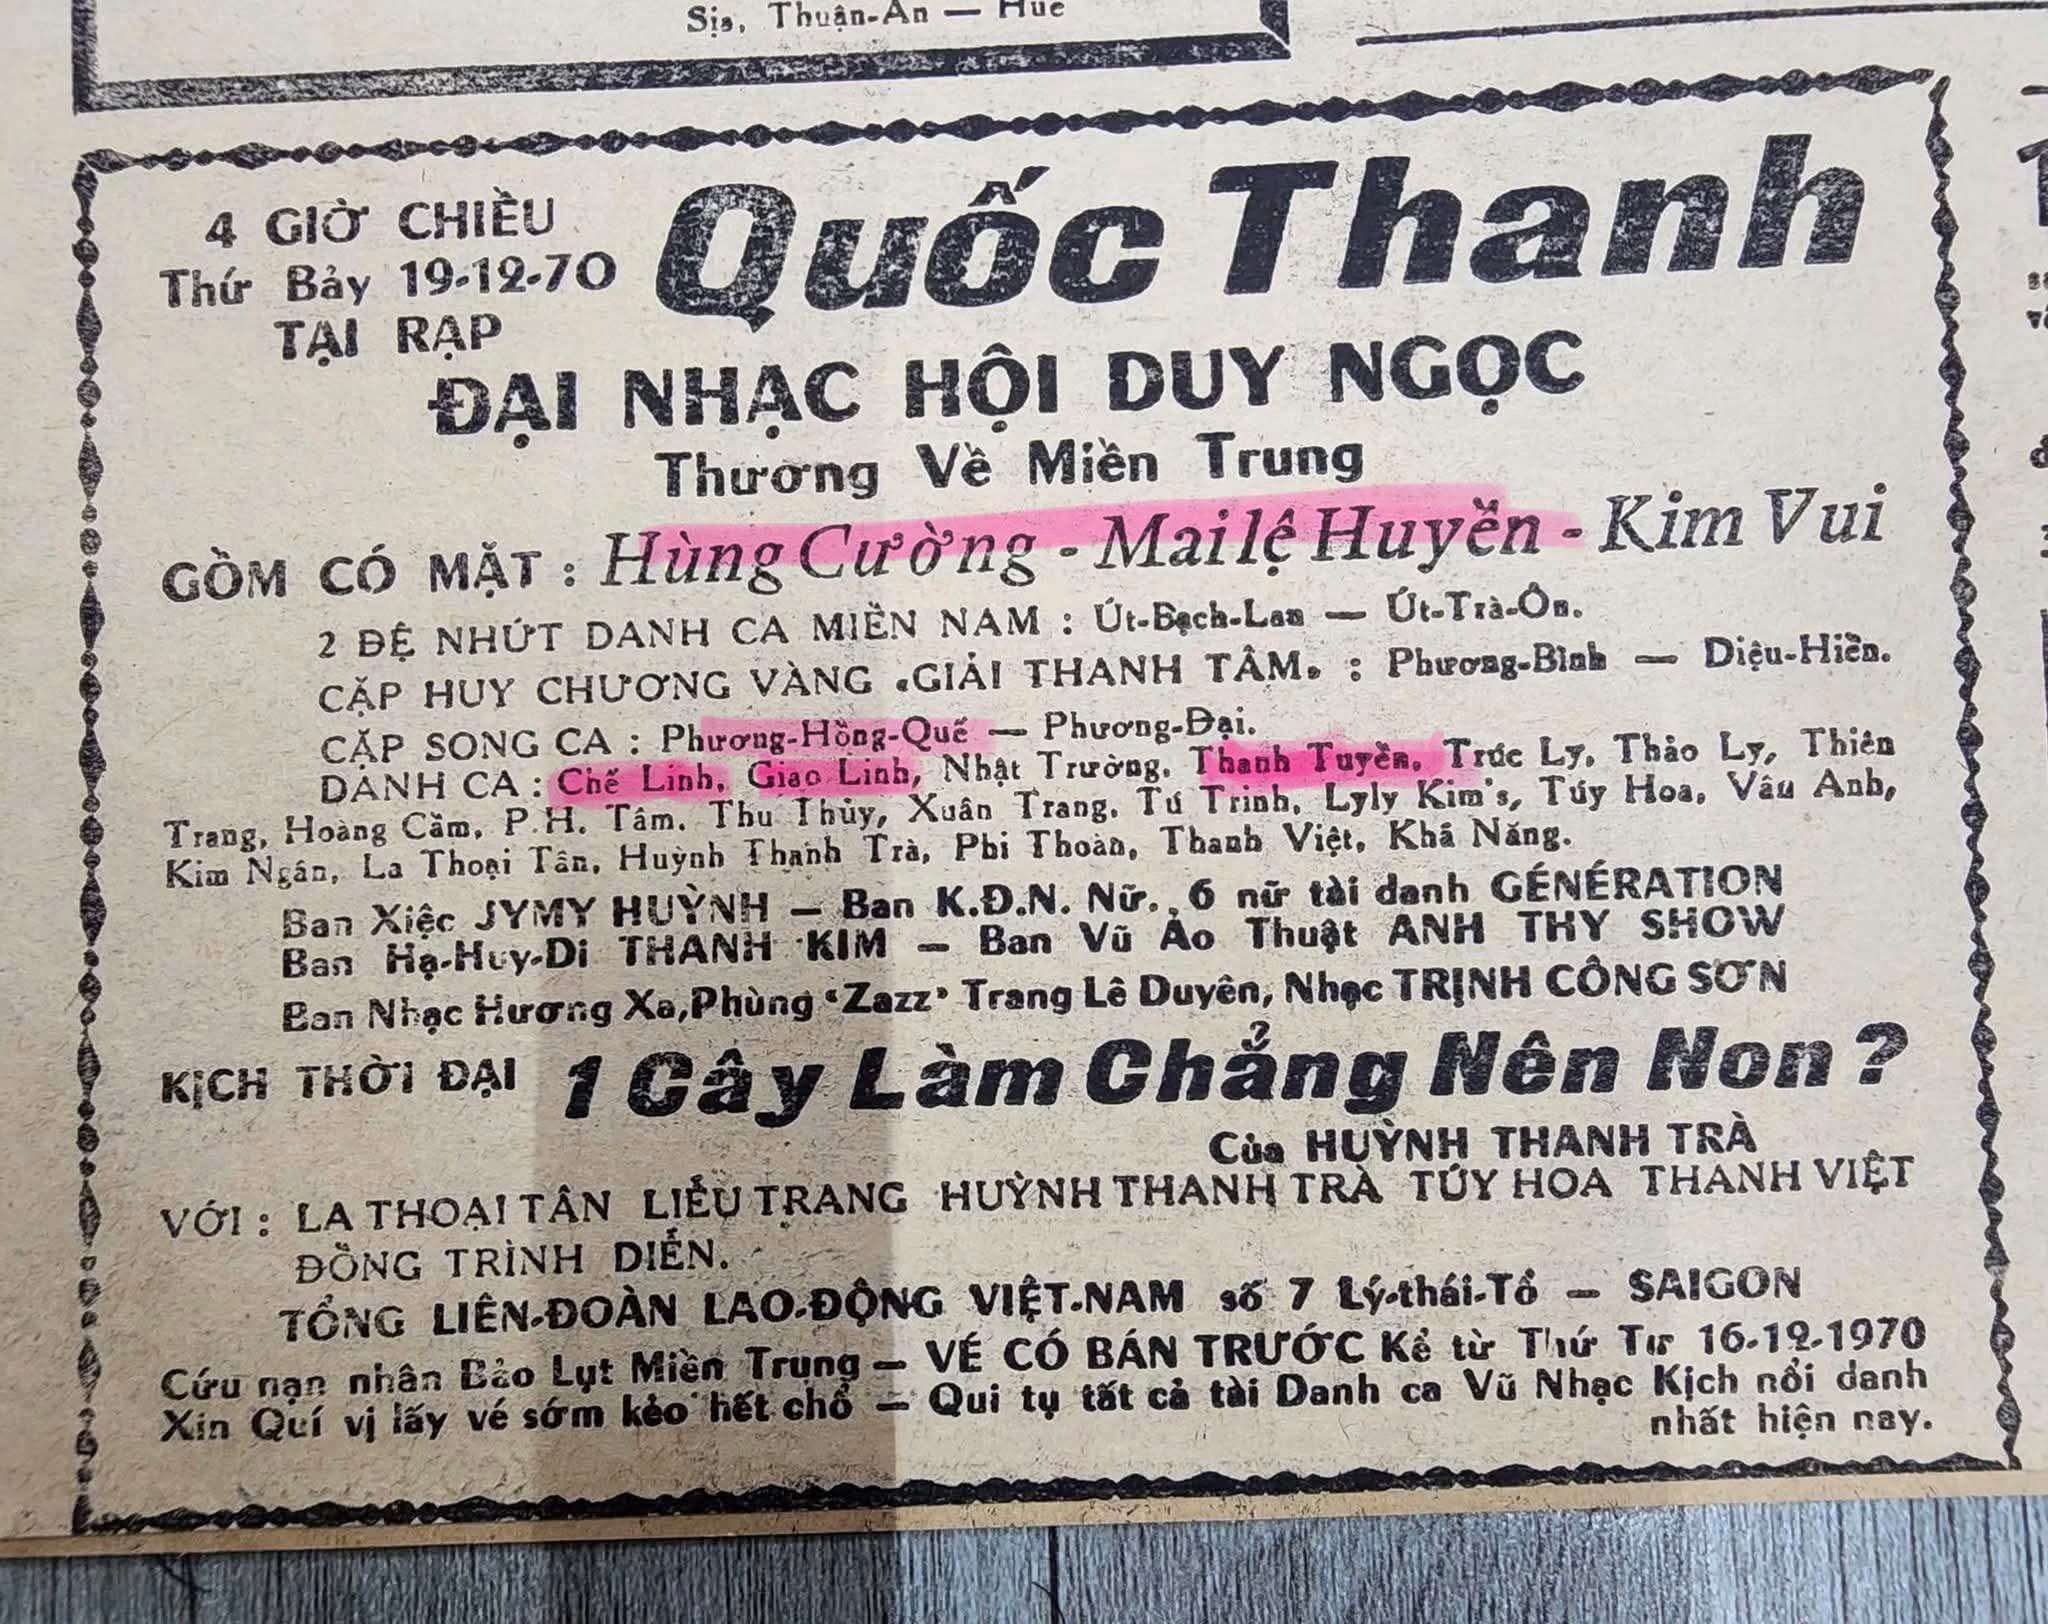 Sịa, Thuận-An — Huế
4 GIỜ CHIỀU
Thứ Bảy 19-12-70
TẠI RẠP
Quốc Thanh
ĐẠI NHẠC HỘI DUY NGỌC
Thương Về Miền Trung
GỒM CÓ MẶT : Hùng Cường - Mai lệ Huyền - Kim Vui
2 ĐỆ NHỨT DANH CA MIỀN NAM : Út-Bạch-Lan — Út-Trà-Ôn.
CẶP HUY CHƯƠNG VÀNG «GIẢI THANH TÂM» : Phương-Bình — Diệu-Hiền.
CẶP SONG CA : Phương-Hồng-Quế — Phương-Đại.
DANH CA : Chế Linh, Giao Linh, Nhật Trường, Thanh Tuyền, Trúc Ly, Thảo Ly, Thiên
Trang, Hoàng Cầm, P.H. Tâm, Thu Thủy, Xuân Trang, Tú Trinh, Lyly Kim's, Túy Hoa, Vân Anh,
Kim Ngân, La Thoại Tân, Huỳnh Thanh Trà, Phi Thoàn, Thanh Việt, Khả Năng.
Ban Xiệc JYMY HUỲNH — Ban K.Đ.N. Nữ., 6 nữ tài danh GÉNÉRATION
Ban Hạ-Huy-Di THANH KIM — Ban Vũ Ảo Thuật ANH THY SHOW
Ban Nhạc Hương Xa, Phùng 'Zazz' Trang Lê Duyên, Nhạc TRỊNH CÔNG SƠN
KỊCH THỜI ĐẠI 1 Cây Làm Chẳng Nên Non ?
Của HUỲNH THANH TRÀ
VỚI : LA THOẠI TÂN LIỄU TRANG HUỲNH THANH TRÀ TÚY HOA THANH VIỆT
ĐỒNG TRÌNH DIỄN.
TỔNG LIÊN-ĐOÀN LAO-ĐỘNG VIỆT-NAM số 7 Lý-thái-Tổ — SAIGON
Cứu nạn nhân Bảo Lụt Miền Trung — VÉ CÓ BÁN TRƯỚC Kể từ Thứ Tư 16-12-1970
Xin Quí vị lấy vé sớm kẻo hết chổ — Qui tụ tất cả tài Danh ca Vũ Nhạc Kịch nổi danh
nhất hiện nay.